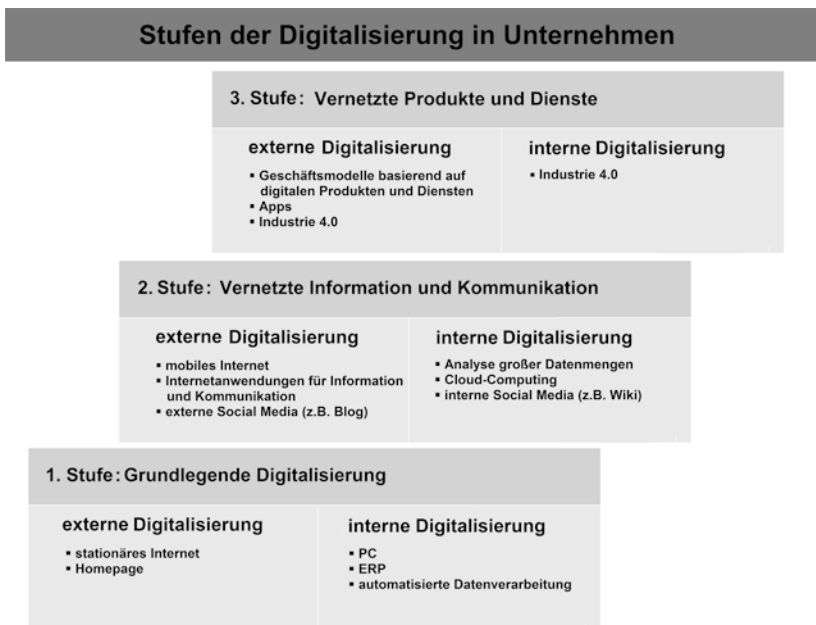 Stufen der Digitalisierung in Unternehmen
3. Stufe: Vernetzte Produkte und Dienste
externe Digitalisierung
▪ Geschäftsmodelle basierend auf
digitalen Produkten und Diensten
▪ Apps
▪ Industrie 4.0
interne Digitalisierung
▪ Industrie 4.0
2. Stufe: Vernetzte Information und Kommunikation
externe Digitalisierung
▪ mobiles Internet
▪ Internetanwendungen für Information
und Kommunikation
▪ externe Social Media (z.B. Blog)
interne Digitalisierung
▪ Analyse großer Datenmengen
▪ Cloud-Computing
▪ interne Social Media (z.B. Wiki)
1. Stufe: Grundlegende Digitalisierung
externe Digitalisierung
▪ stationäres Internet
▪ Homepage
interne Digitalisierung
▪ PC
▪ ERP
▪ automatisierte Datenverarbeitung